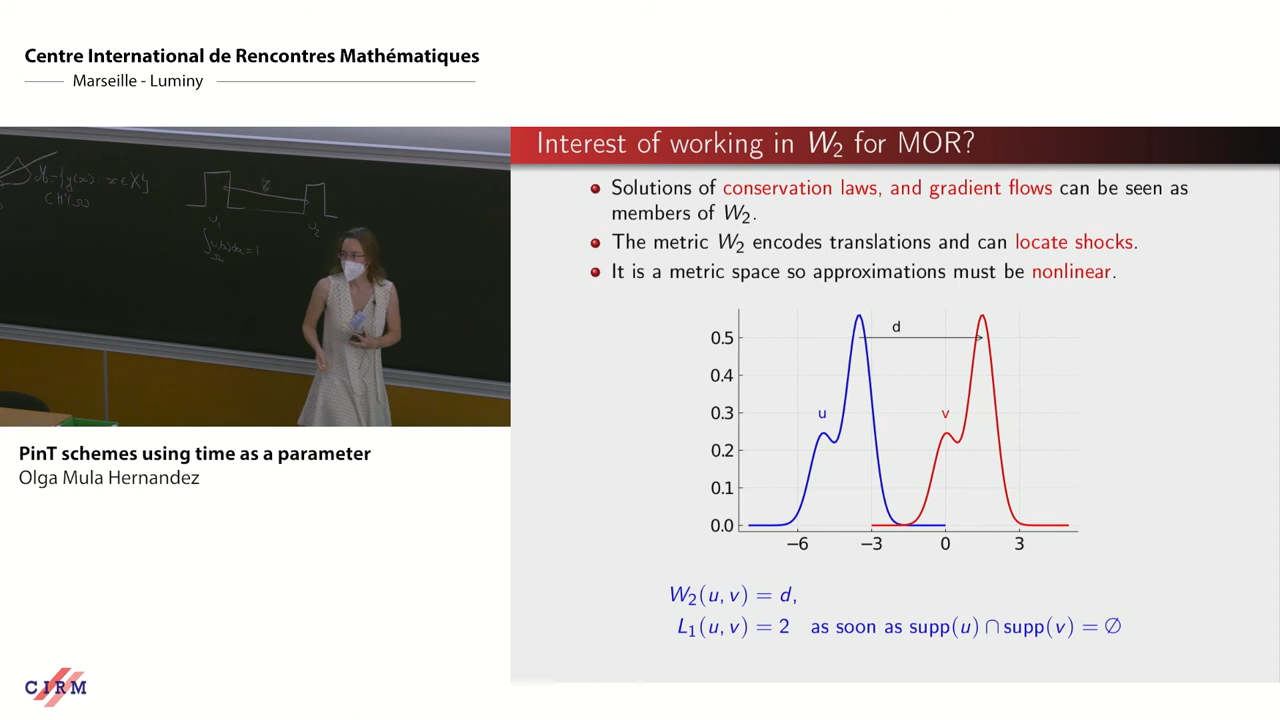 Centre International de Rencontres Mathématiques
Marseille - Luminy
Interest of working in W₂ for MOR?
Solutions of conservation laws, and gradient flows can be seen as
members of W₂.
The metric W₂ encodes translations and can locate shocks.
It is a metric space so approximations must be nonlinear.
d
0.5
0.4
0.3
0.2
0.1
0.0
u
v
−6 −3 0 3
W₂(u, v) = d,
L₁(u, v) = 2 as soon as supp(u) ∩ supp(v) = ∅
u₁
u₂
PinT schemes using time as a parameter
Olga Mula Hernandez
CIRM